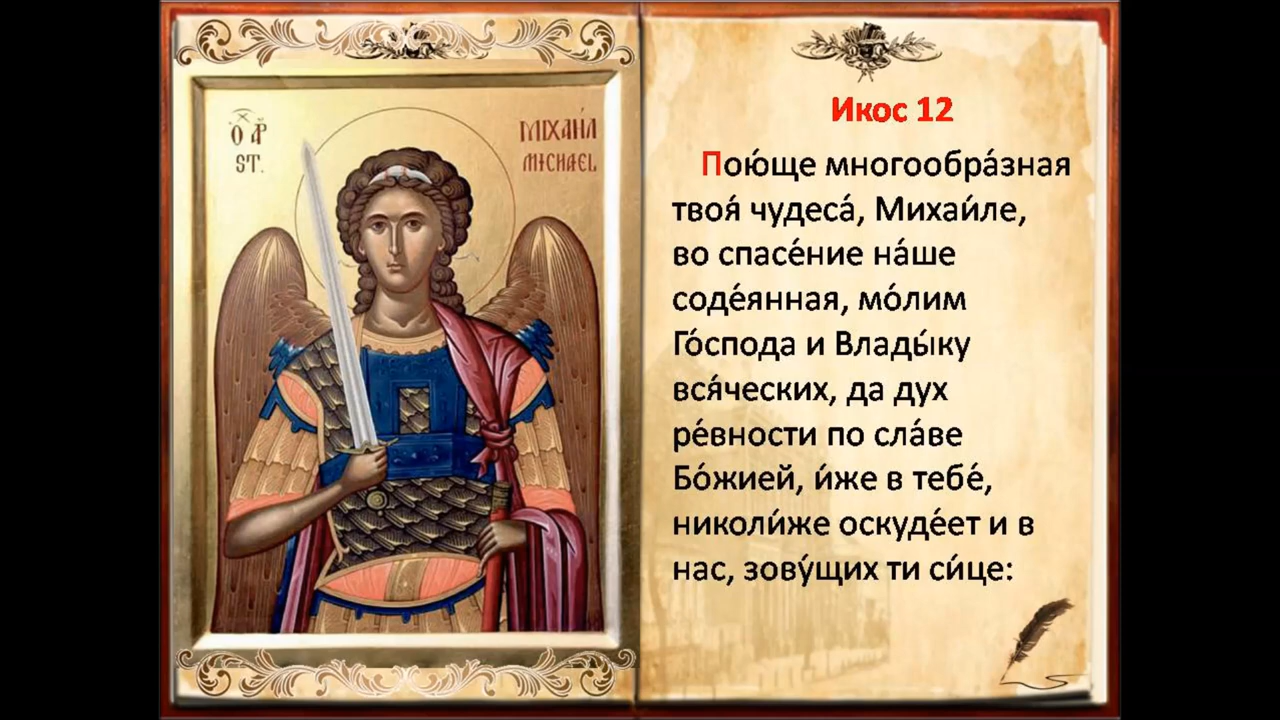 Ὁ ἈΡ
ST.
МІХАИ́Л
MICHAEL
Икос 12
Пою́ще многообра́зная
твоя́ чудеса́, Михаи́ле,
во спасе́ние на́ше
соде́янная, мо́лим
Го́спода и Влады́ку
вся́ческих, да дух
ре́вности по сла́ве
Бо́жией, и́же в тебе́,
николи́же оскуде́ет и в
нас, зову́щих ти си́це: